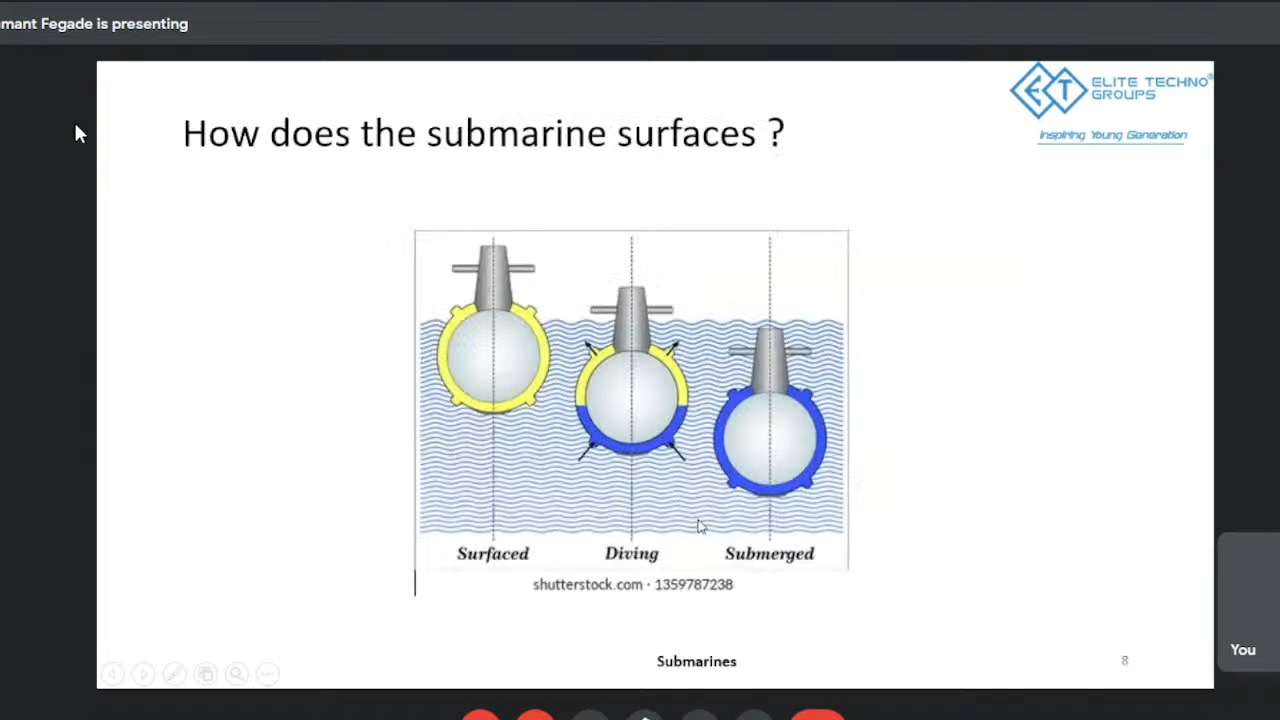 mant Fegade is presenting
ELITE TECHNO®
GROUPS
Inspiring Young Generation
How does the submarine surfaces ?
Surfaced Diving Submerged
shutterstock.com · 1359787238
You
Submarines 8